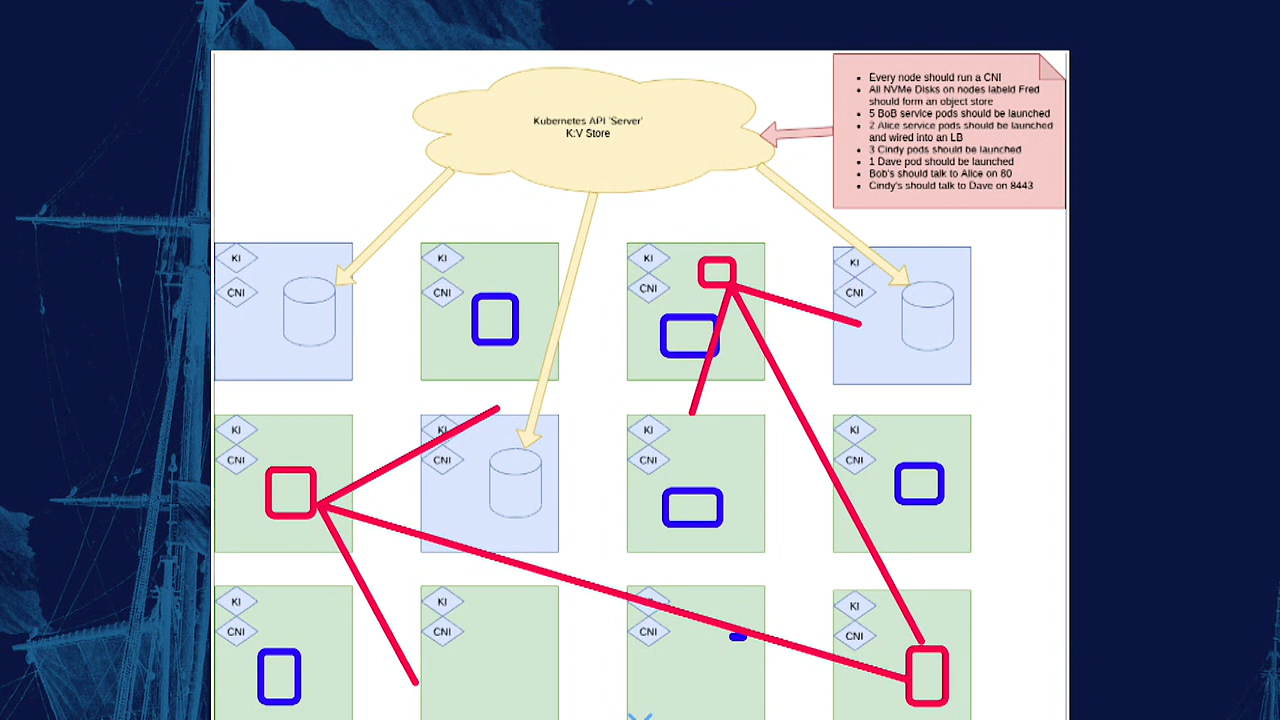 Kubernetes API 'Server'
K:V Store
Every node should run a CNI
All NVMe Disks on nodes labeld Fred
should form an object store
5 BoB service pods should be launched
2 Alice service pods should be launched
and wired into an LB
3 Cindy pods should be launched
1 Dave pod should be launched
Bob's should talk to Alice on 80
Cindy's should talk to Dave on 8443
KI
KI
KI
KI
CNI
CNI
CNI
CNI
KI
KI
KI
KI
CNI
CNI
CNI
CNI
KI
KI
KI
CNI
CNI
CNI
CNI